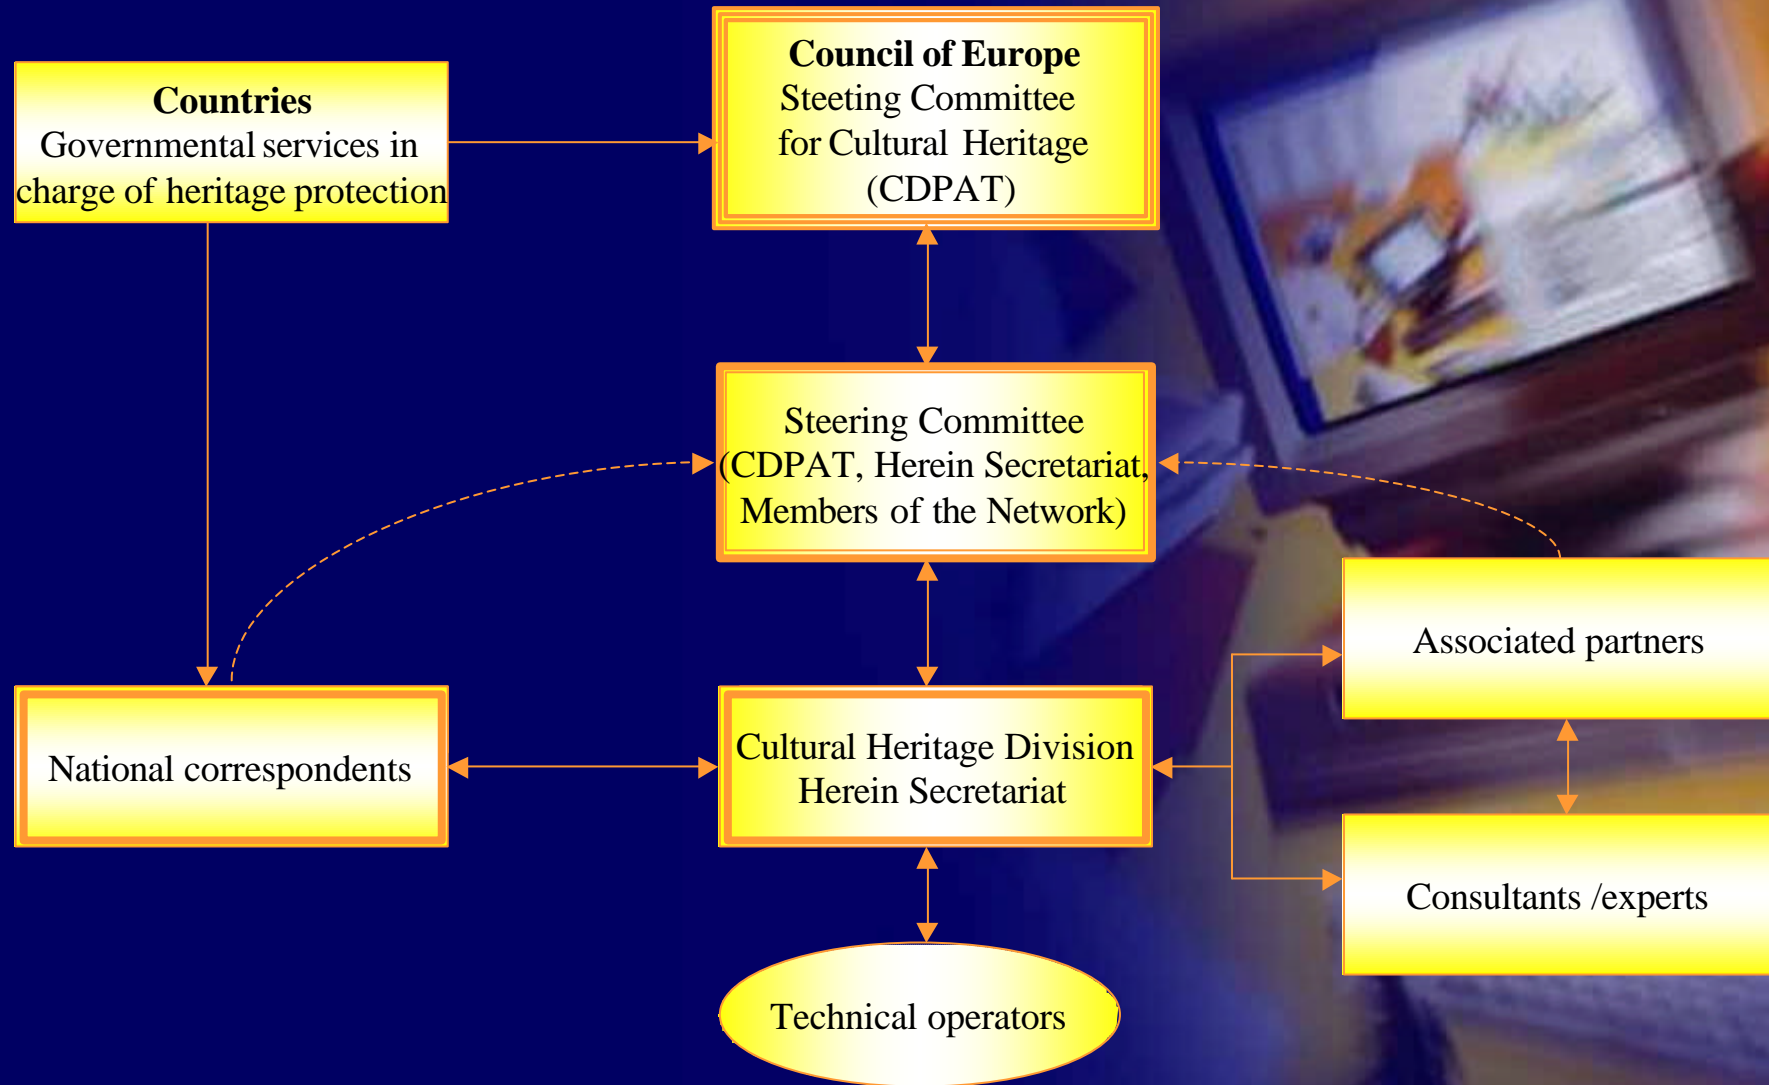 Countries
Governmental services in
charge of heritage protection
Council of Europe
Steeting Committee
for Cultural Heritage
(CDPAT)
Steering Committee
(CDPAT, Herein Secretariat,
Members of the Network)
Associated partners
National correspondents
Cultural Heritage Division
Herein Secretariat
Consultants /experts
Technical operators